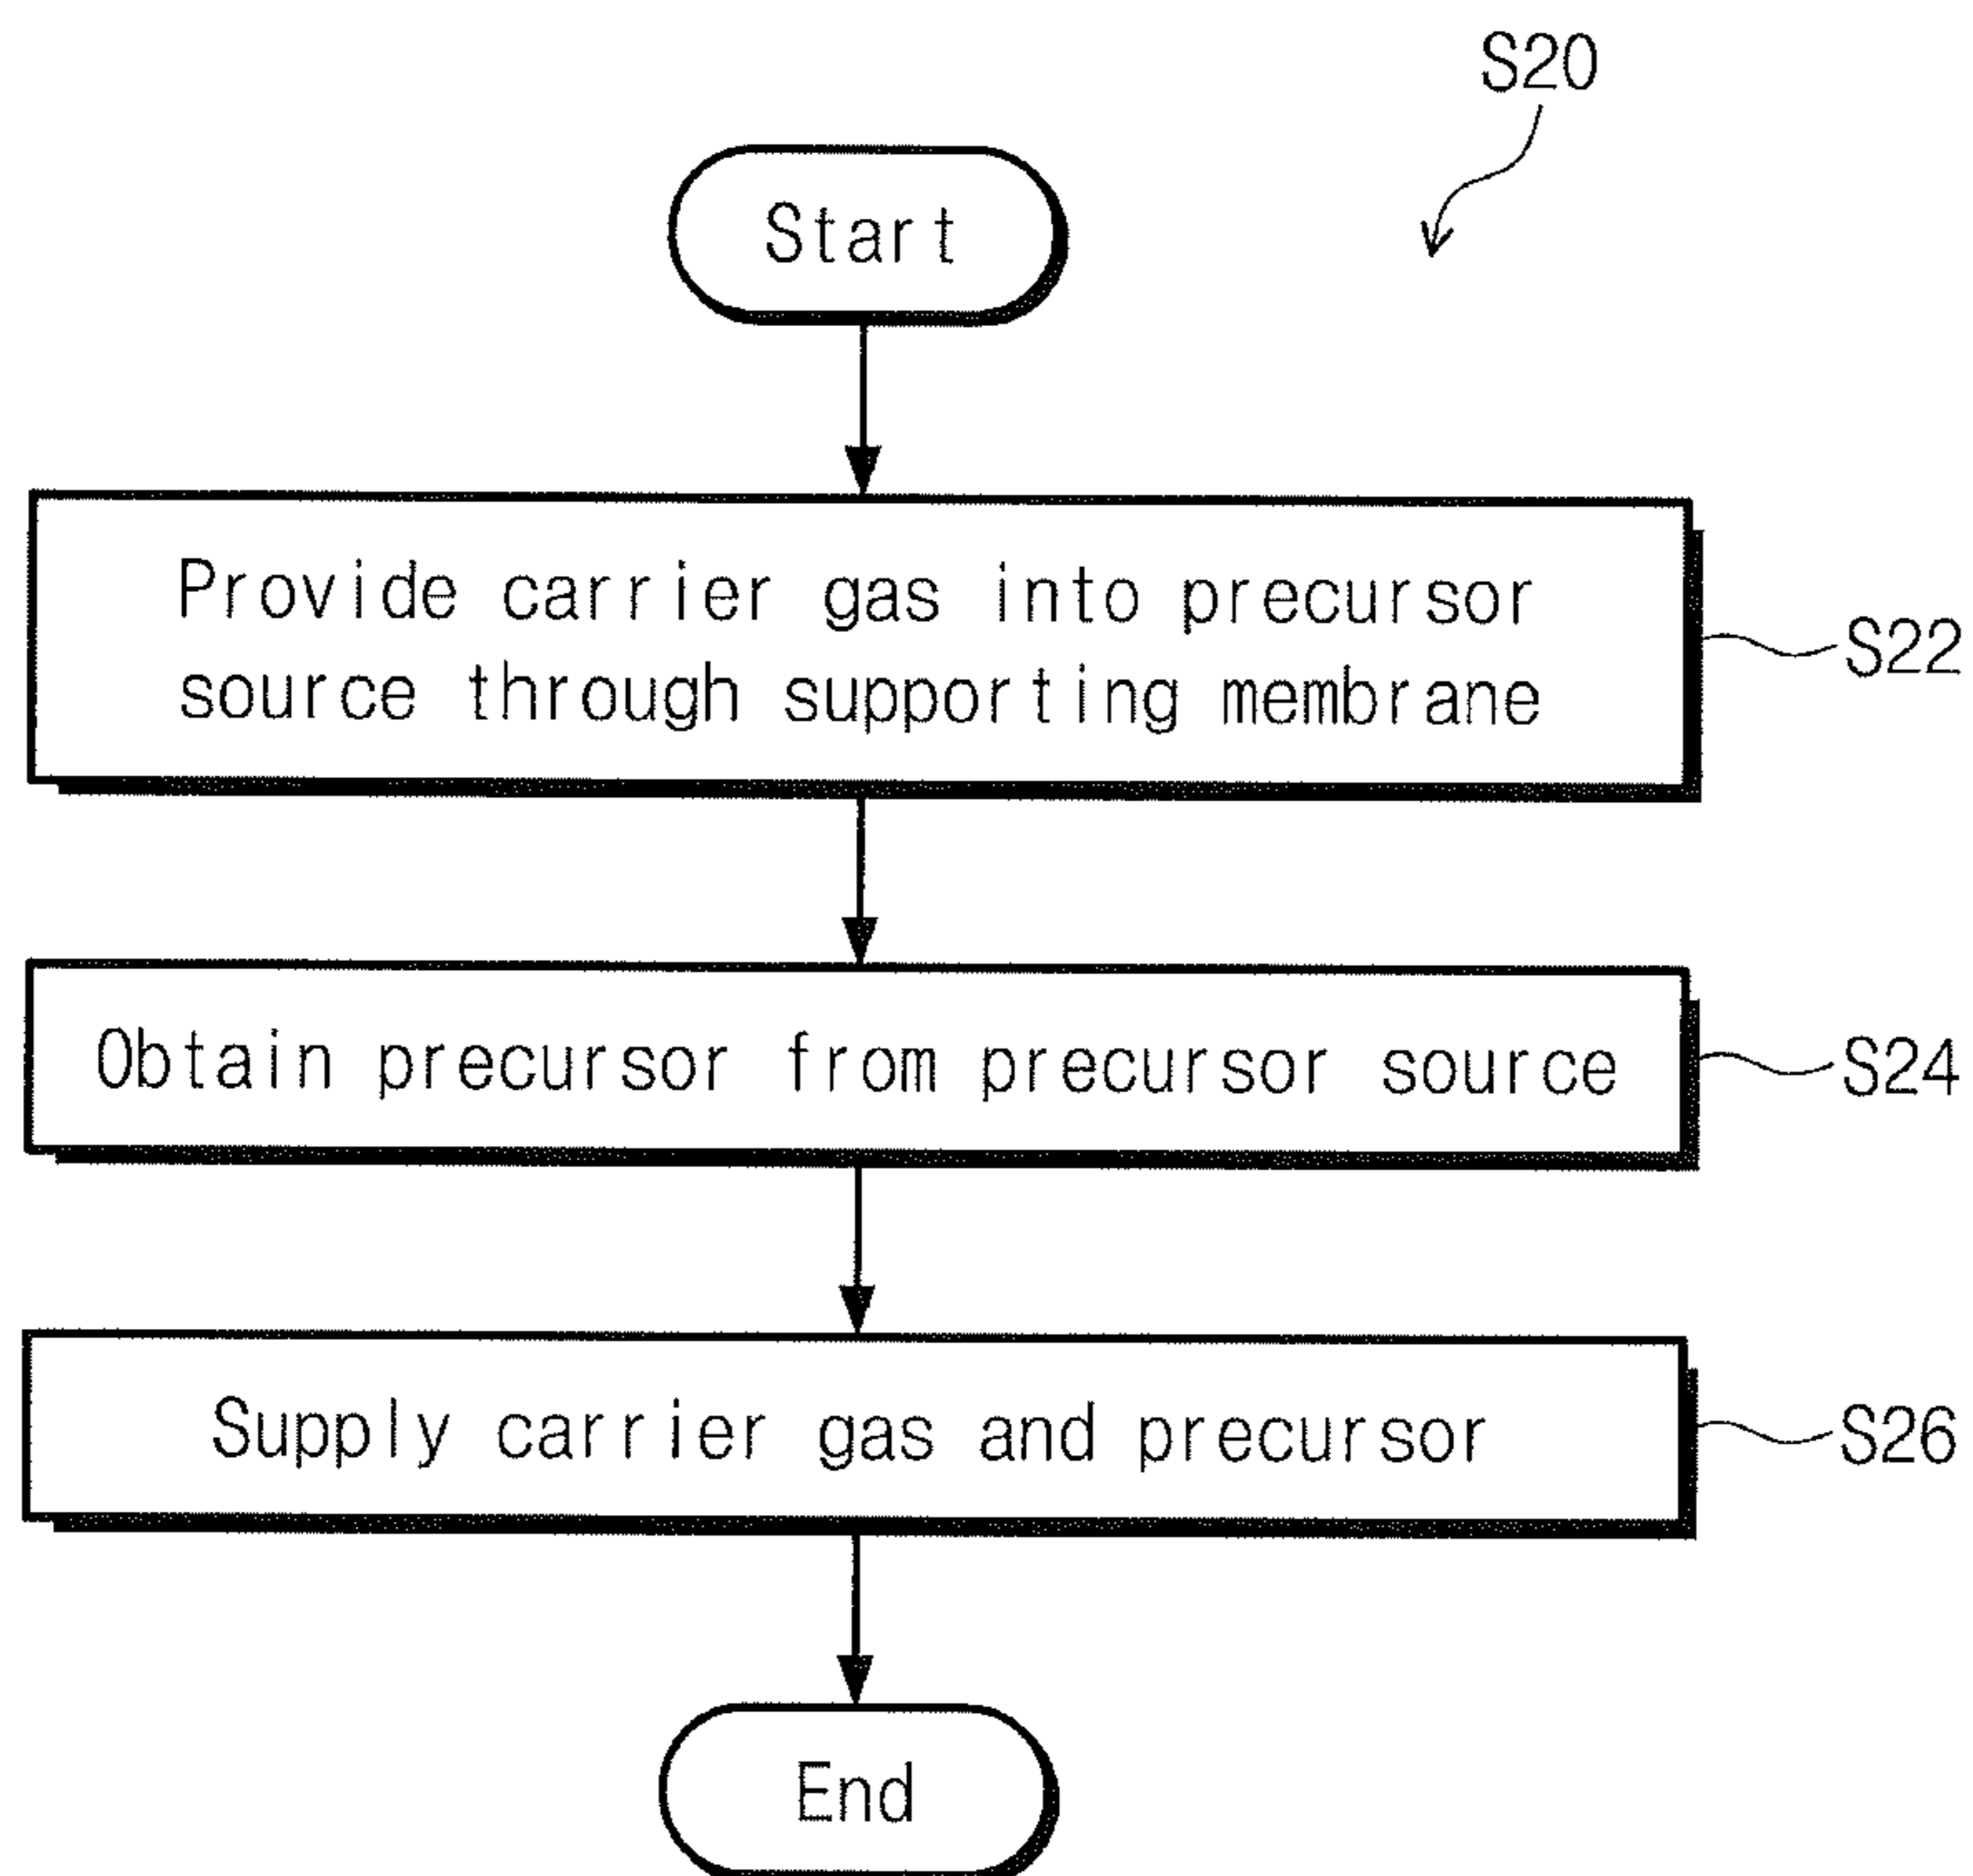 S20
Start
Provide carrier gas into precursor
source through supporting membrane
S22
Obtain precursor from precursor source
S24
Supply carrier gas and precursor
S26
End